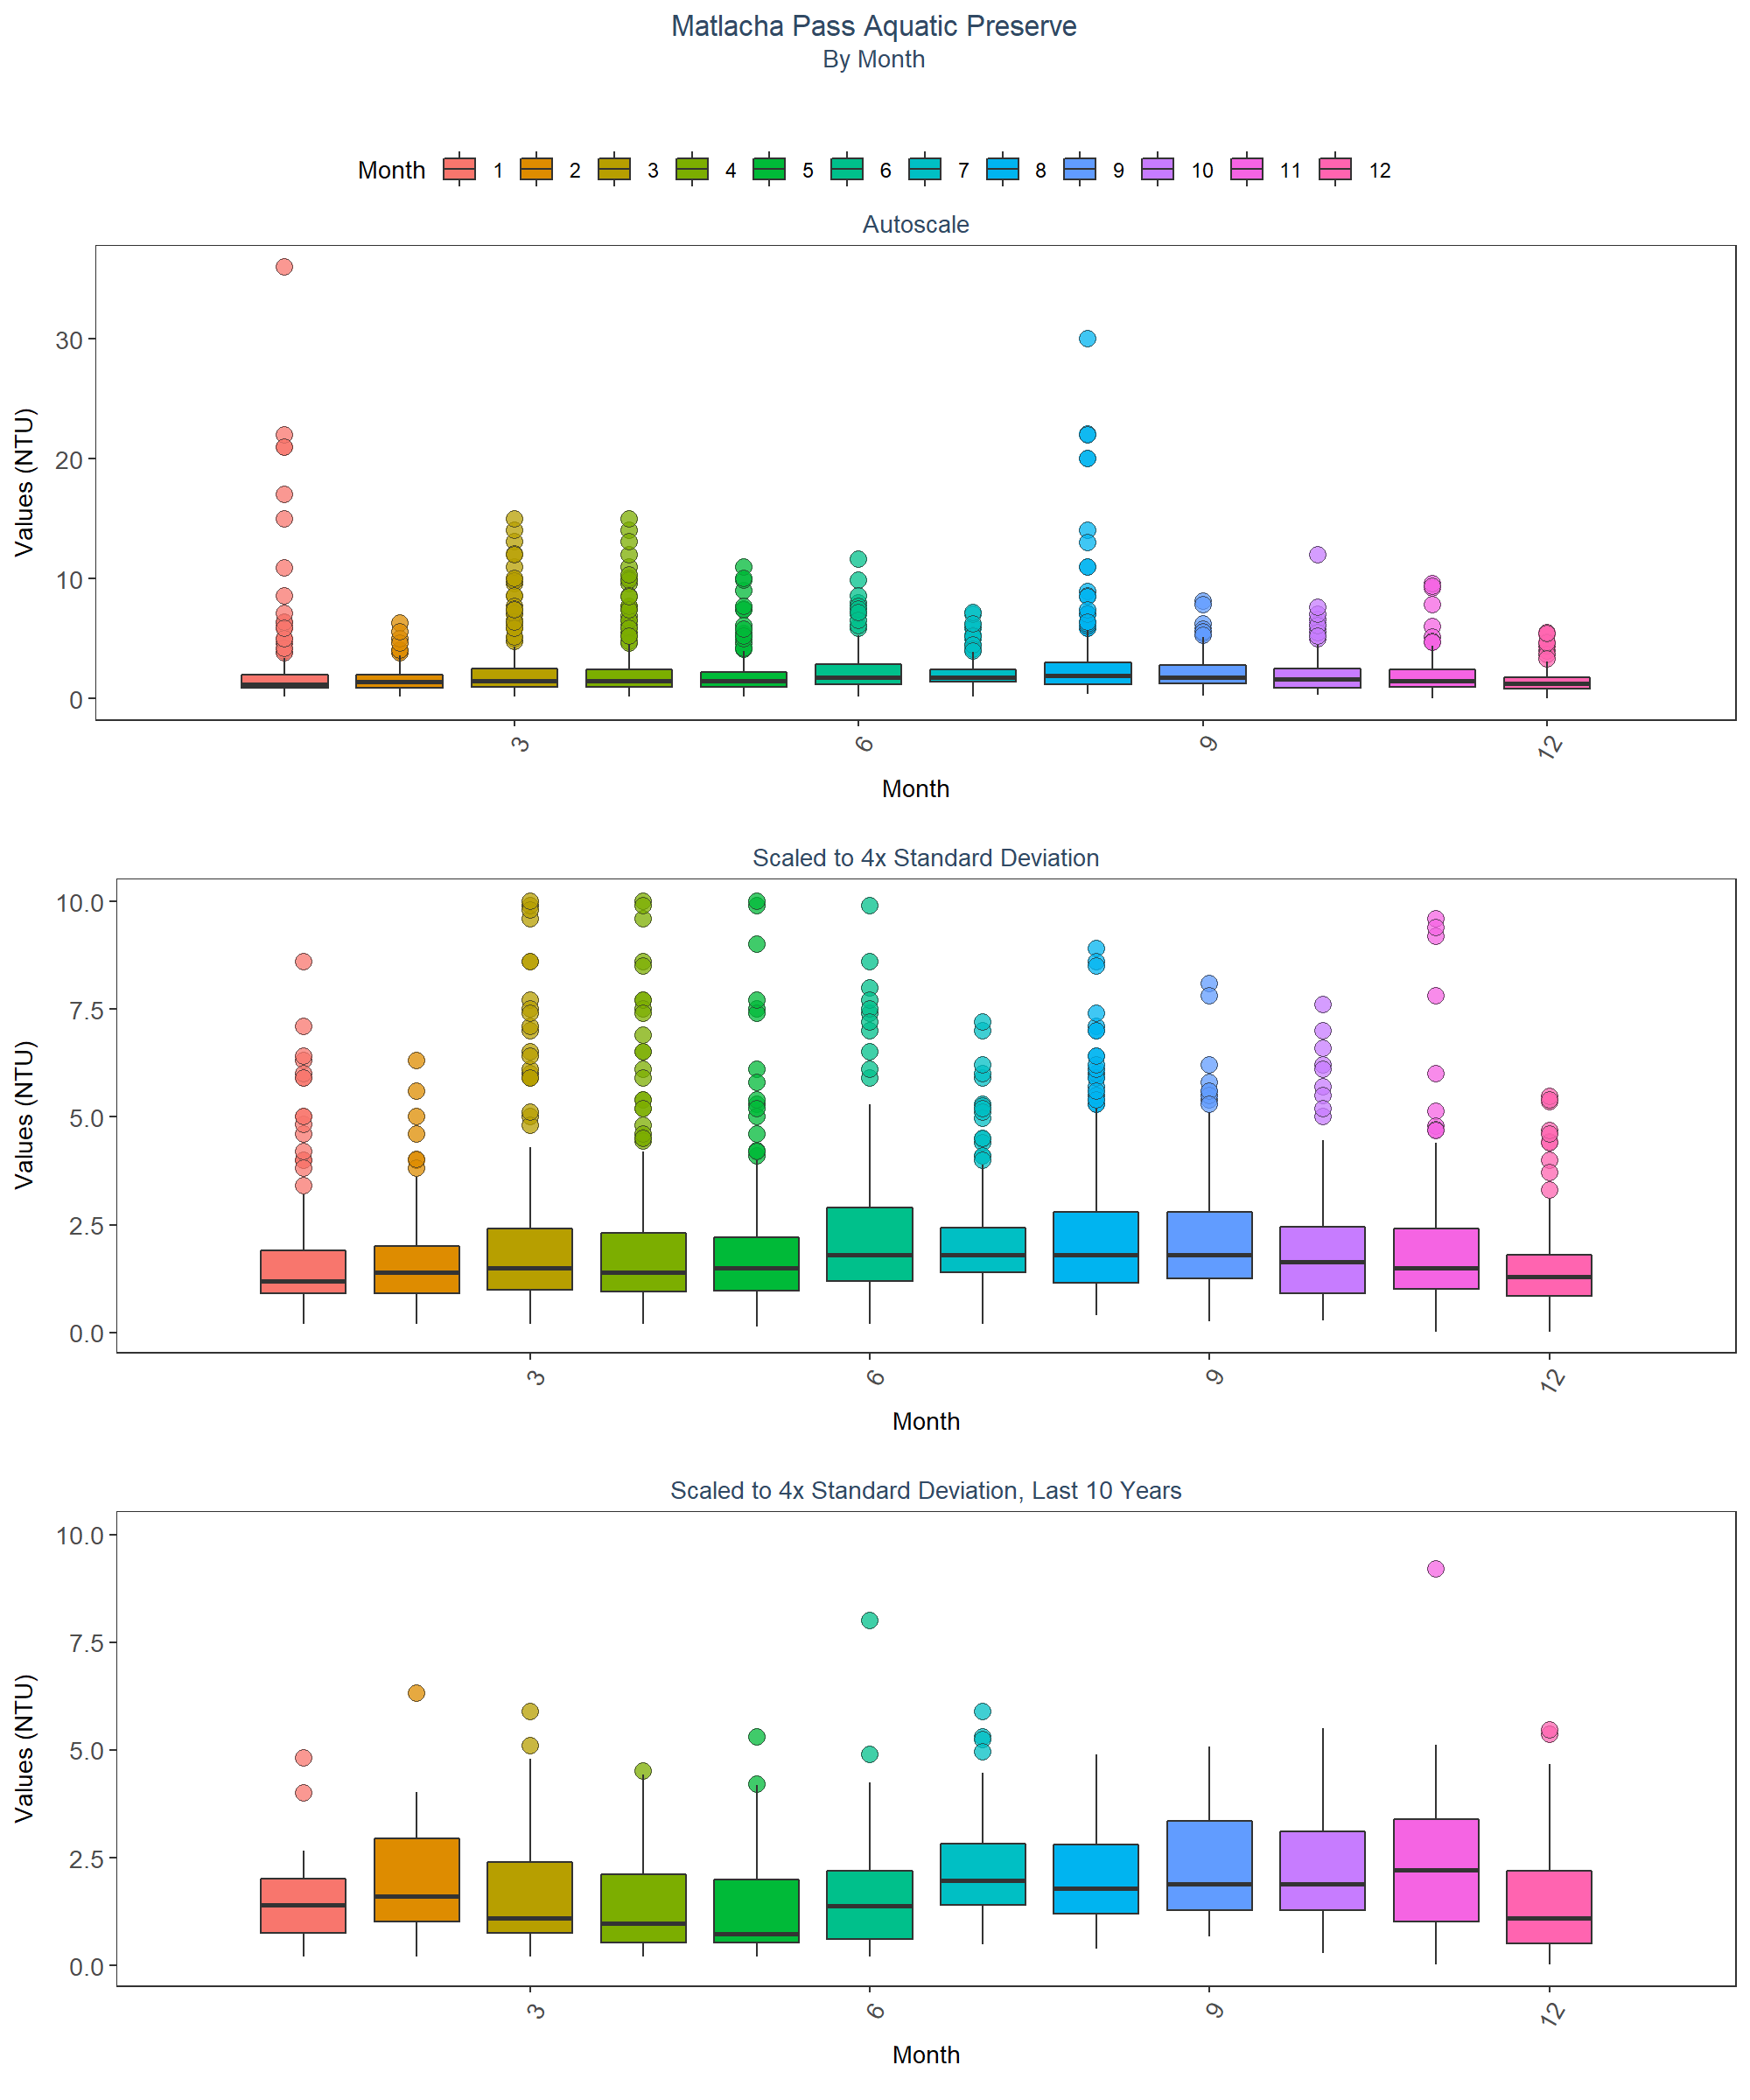 Matlacha Pass Aquatic Preserve
By Month
Month 1 2 3 4 5 6 7 8 9 10 11 12
Autoscale
Values (NTU)
30
20
10
0
3 6 9 12
Month
Scaled to 4x Standard Deviation
Values (NTU)
10.0
7.5
5.0
2.5
0.0
3 6 9 12
Month
Scaled to 4x Standard Deviation, Last 10 Years
Values (NTU)
10.0
7.5
5.0
2.5
0.0
3 6 9 12
Month